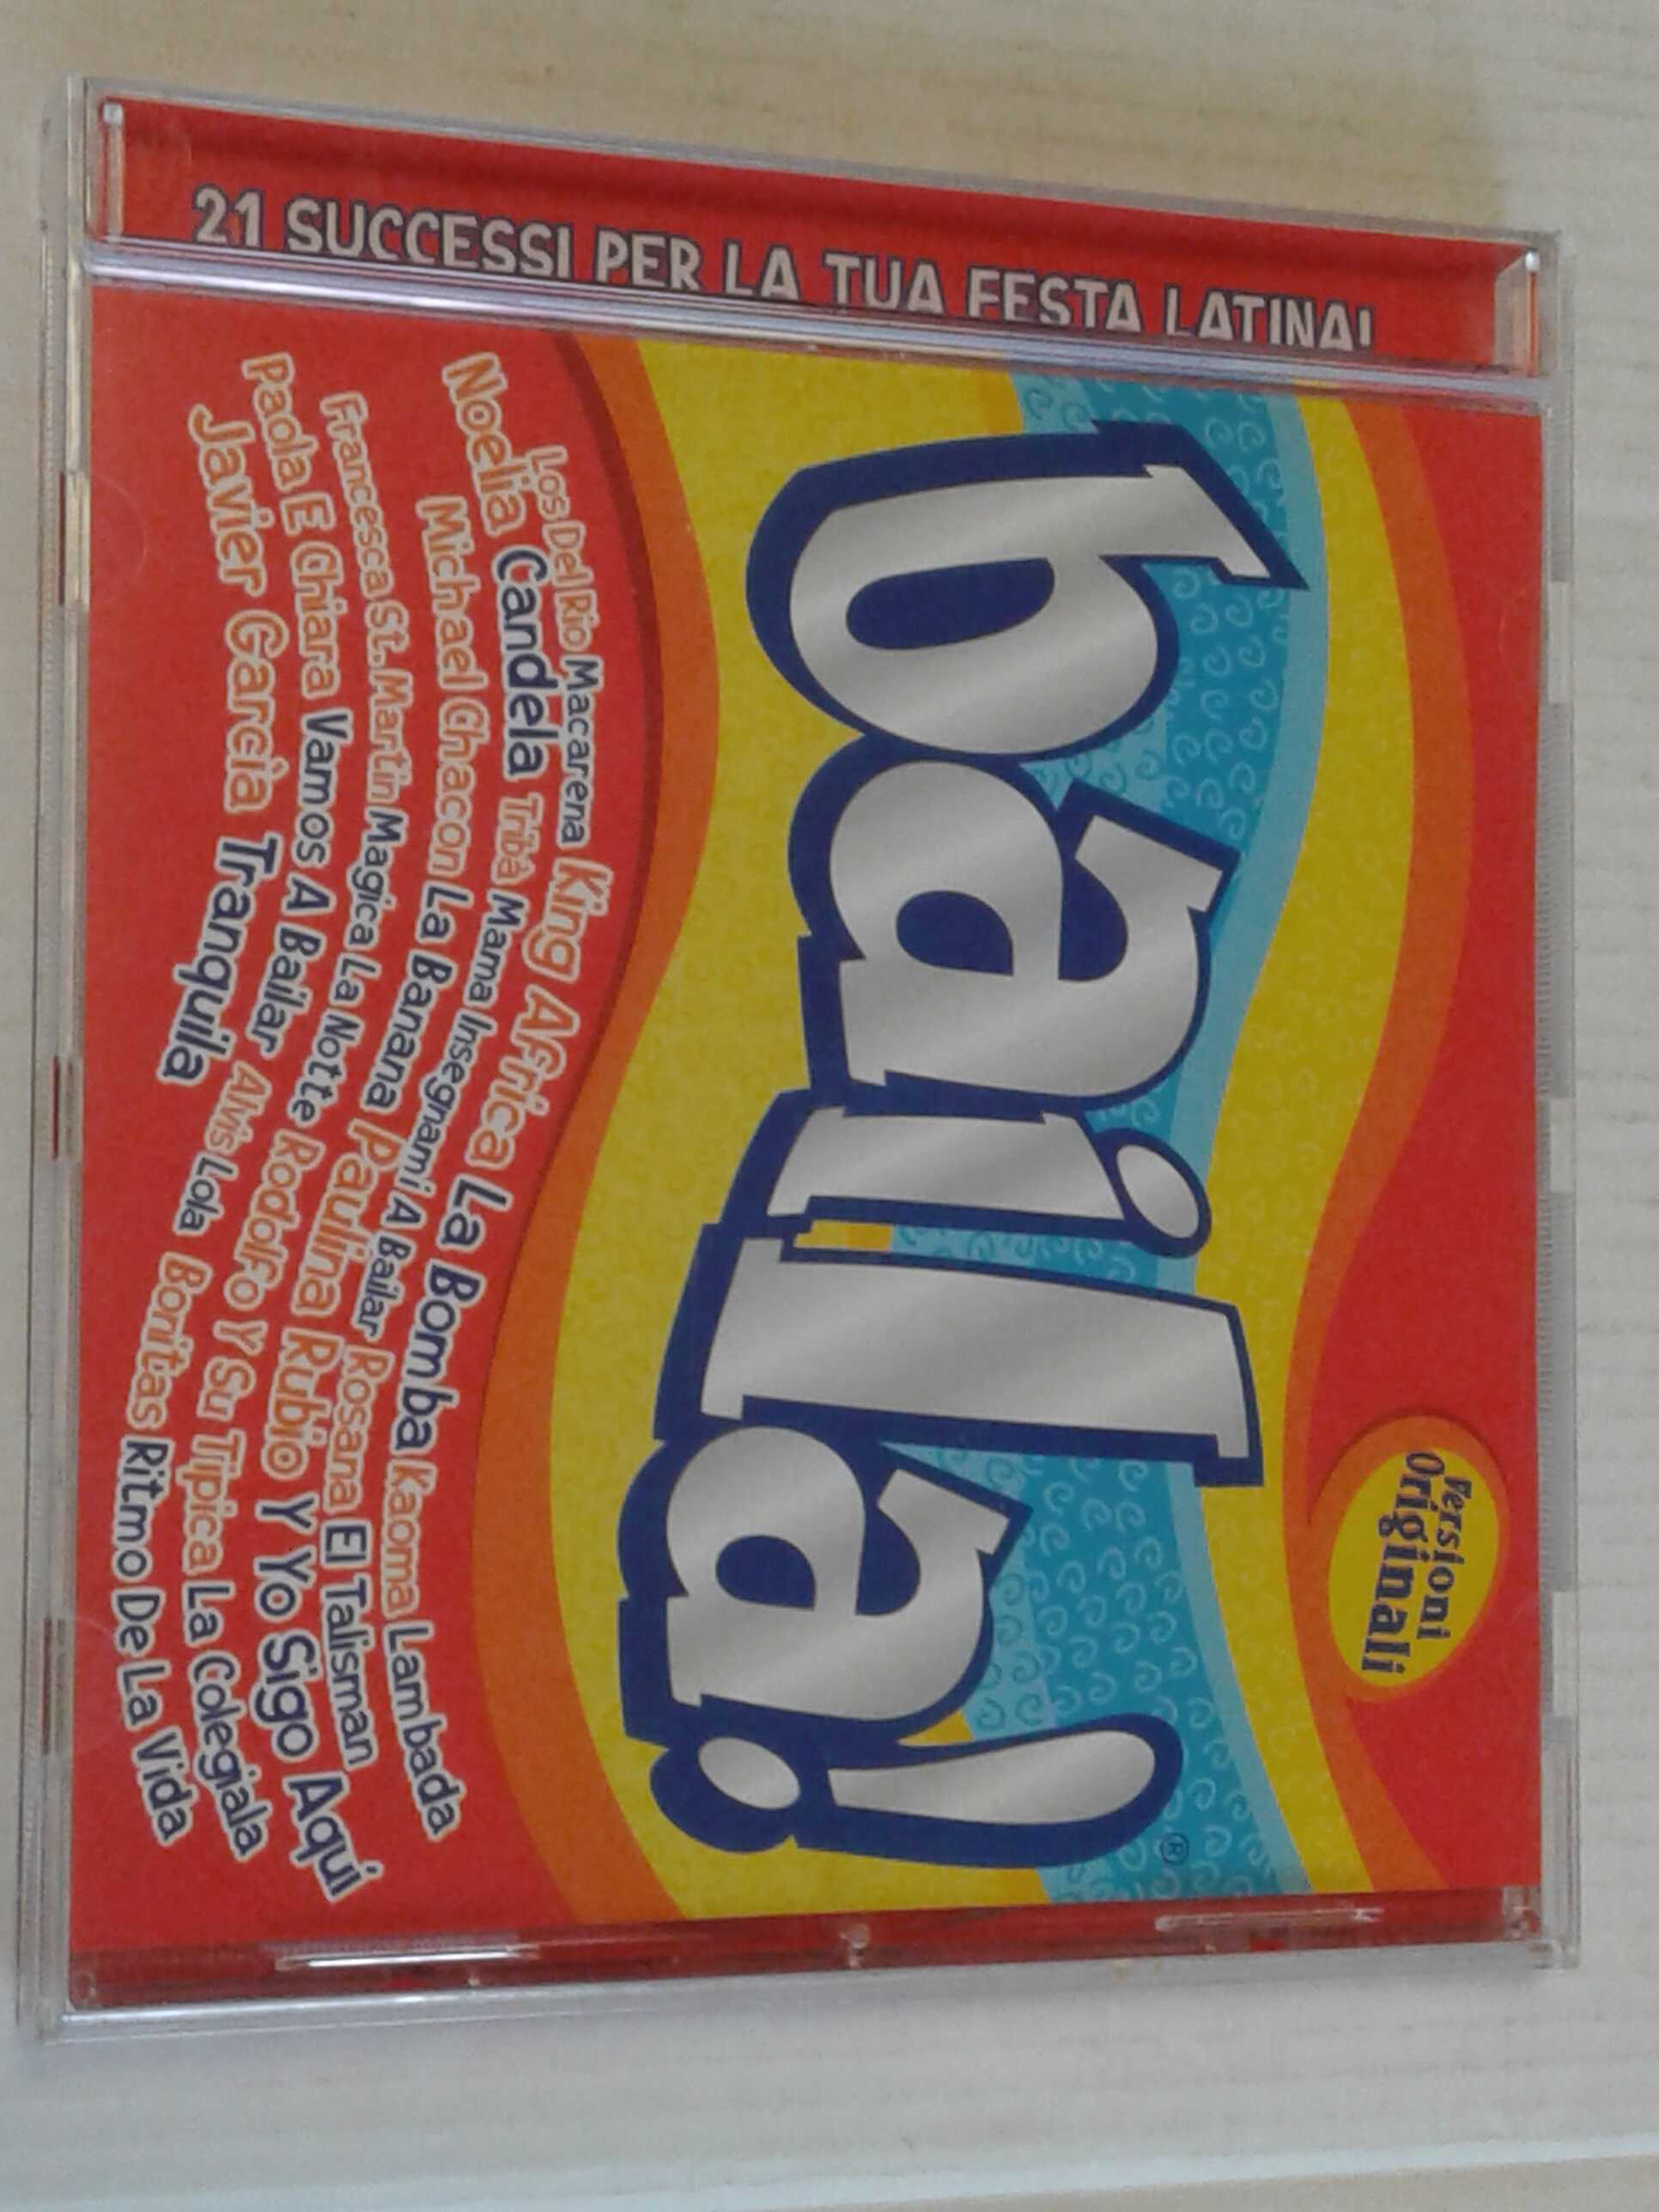 21 SUCCESSI PER LA TUA FESTA LATINA!
Versioni
Originali
baila!
®
Los Del Rio Macarena King Africa La Bomba Kaoma Lambada
Noelia Candela Tribà Mama Insegnami A Bailar Rosana El Talisman
Michael Chacon La Banana Paulina Rubio Y Yo Sigo Aqui
Francesca St. Martin Magica La Notte Rodolfo Y Su Tipica La Colegiala
Paola E Chiara Vamos A Bailar Alvis Lola Bonitas Ritmo De La Vida
Javier Garcia Tranquila